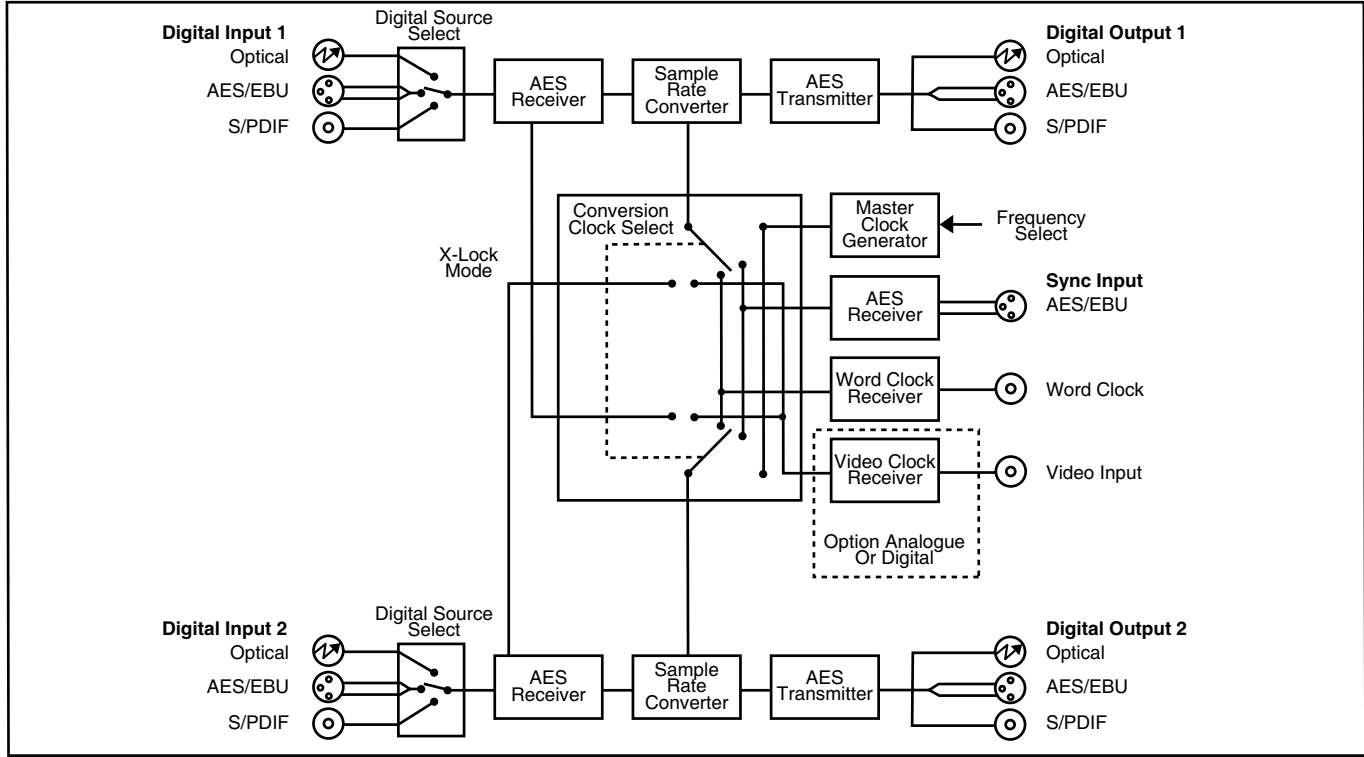 Digital Input 1
Optical
AES/EBU
S/PDIF
Digital Source
Select
AES
Receiver
Sample
Rate
Converter
AES
Transmitter
Digital Output 1
Optical
AES/EBU
S/PDIF
Conversion
Clock Select
X-Lock
Mode
Master
Clock
Generator
Frequency
Select
Sync Input
AES/EBU
AES
Receiver
Word Clock
Receiver
Word Clock
Video Clock
Receiver
Video Input
Option Analogue
Or Digital
Digital Input 2
Optical
AES/EBU
S/PDIF
Digital Source
Select
AES
Receiver
Sample
Rate
Converter
AES
Transmitter
Digital Output 2
Optical
AES/EBU
S/PDIF